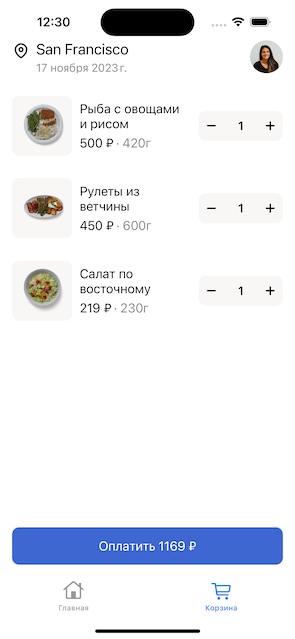 12:30
San Francisco
17 ноября 2023 г.
Рыба с овощами
и рисом
500 ₽ · 420г
1
Рулеты из
ветчины
450 ₽ · 600г
1
Салат по
восточному
219 ₽ · 230г
1
Оплатить 1169 ₽
Главная
Корзина